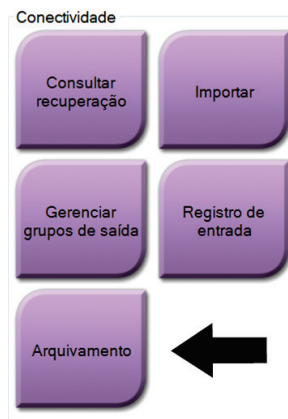 Conectividade
Consultar
recuperação
Importar
Gerenciar
grupos de saída
Registro de
entrada
Arquivamento